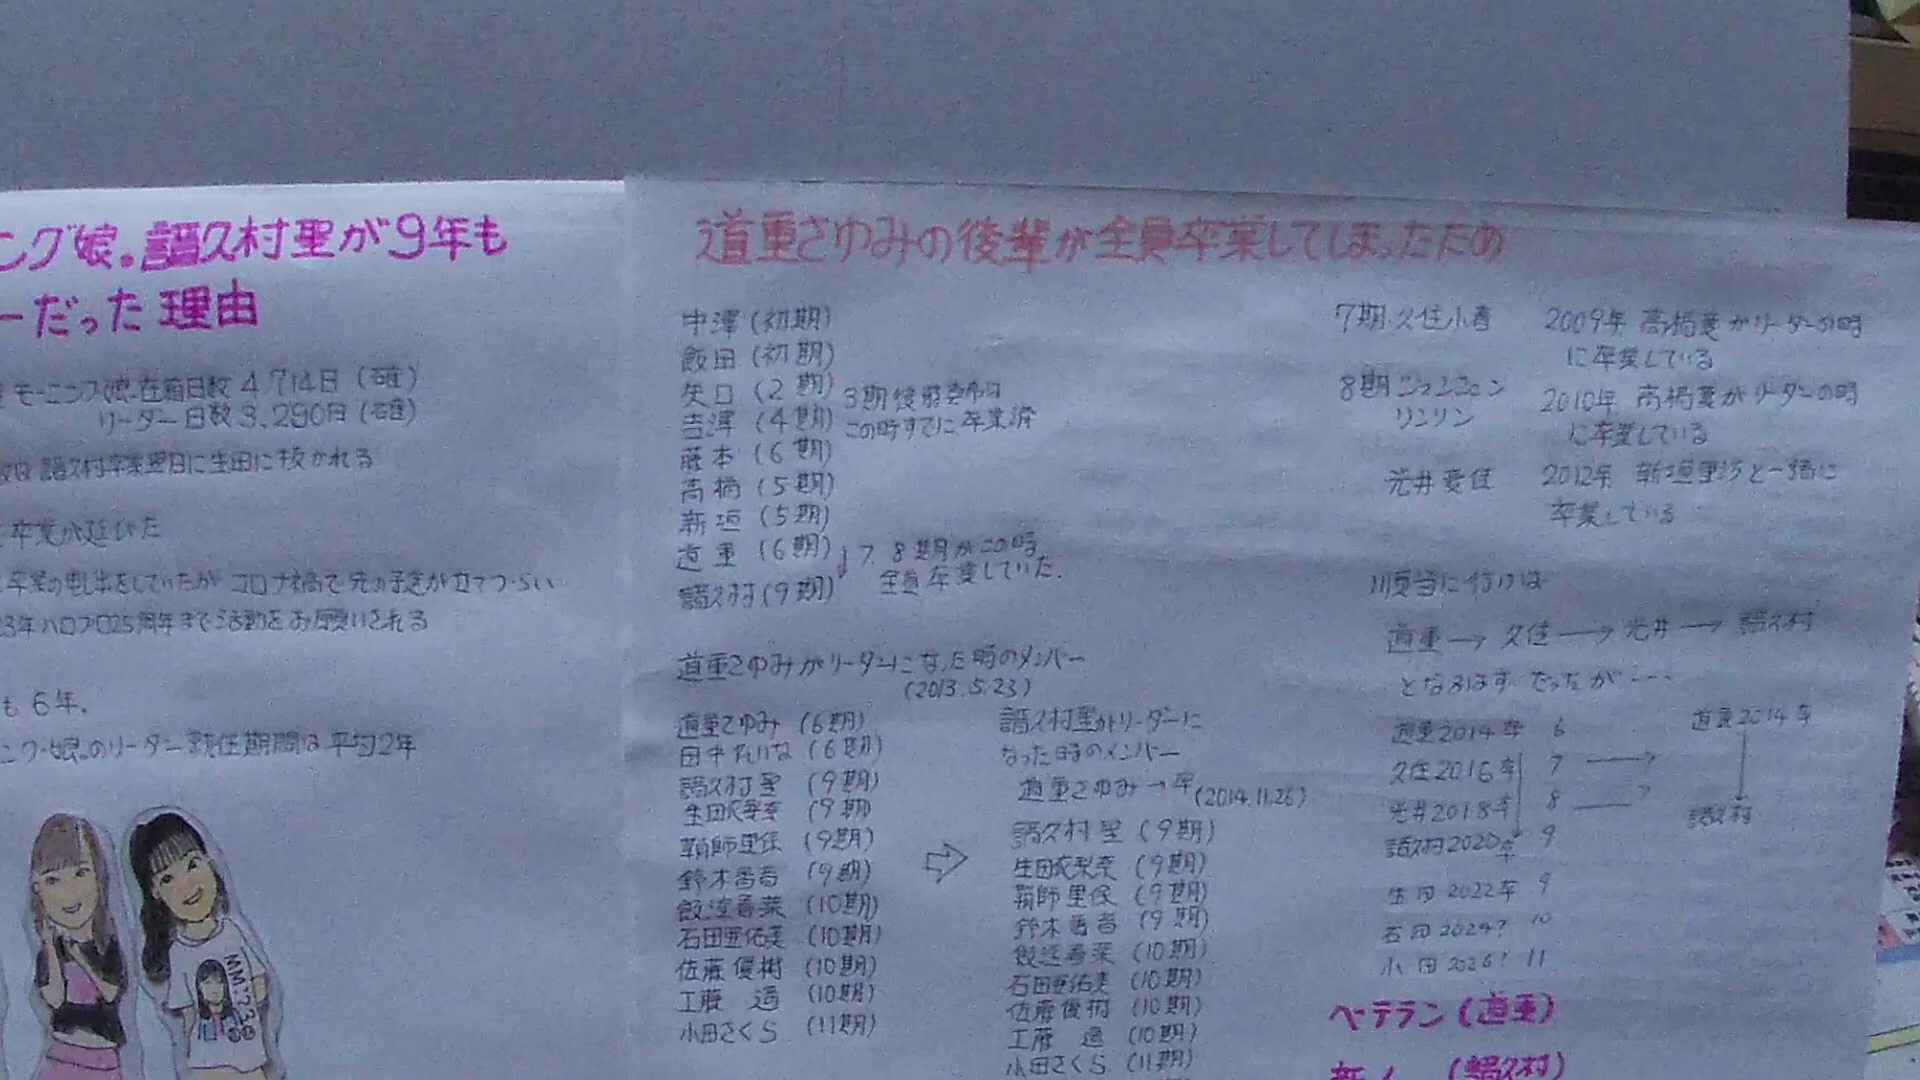 ニング娘。譜久村聖が9年も
ーだった理由
モーニング娘。在籍日数 4,714日（確）
リーダー日数 3,290日（確）
譜久村卒業翌日に生田に抜かれる
卒業が延びた
卒業の申し出をしていたが コロナ禍で先の予定が立てづらい
23年ハロプロ25周年まで活動をお願いされる
も6年。
ニング娘。のリーダー就任期間は平均2年
MM:223
道重さゆみの後輩が全員卒業してしまったため
中澤（初期）
飯田（初期）
矢口（2期）
3期後藤真希
この時すでに卒業済
吉澤（4期）
藤本（6期）
高橋（5期）
新垣（5期）
道重（6期）↓7.8期がこの時
全員卒業していた.
譜久村（9期）
道重さゆみがリーダーになった時のメンバー
（2013.5.23）
道重さゆみ（6期）
田中れいな（6期）
譜久村聖（9期）
生田衣梨奈（9期）
鞘師里保（9期）
鈴木香音（9期）
飯窪春菜（10期）
石田亜佑美（10期）
佐藤優樹（10期）
工藤 遥（10期）
小田さくら（11期）
⇨
譜久村聖がリーダーに
なった時のメンバー
道重さゆみ→卒（2014.11.26）
譜久村聖（9期）
生田衣梨奈（9期）
鞘師里保（9期）
鈴木香音（9期）
飯窪春菜（10期）
石田亜佑美（10期）
佐藤優樹（10期）
工藤 遥（10期）
小田さくら（11期）
7期.久住小春 2009年 高橋愛がリーダーの時
に卒業している
8期ジュンジュン
リンリン
2010年 高橋愛がリーダーの時
に卒業している
光井愛佳 2012年 新垣里沙と一緒に
卒業している
順当に行けば
道重→久住→光井→譜久村
となるはずだったが・・・
道重2014卒 6
久住2016卒 7 →
光井2018卒 8 →
譜久村2020卒 9
生田2022卒 9
石田2024? 10
小田2026? 11
道重2014卒
↓
譜久村
ベテラン（道重）
（譜久村）